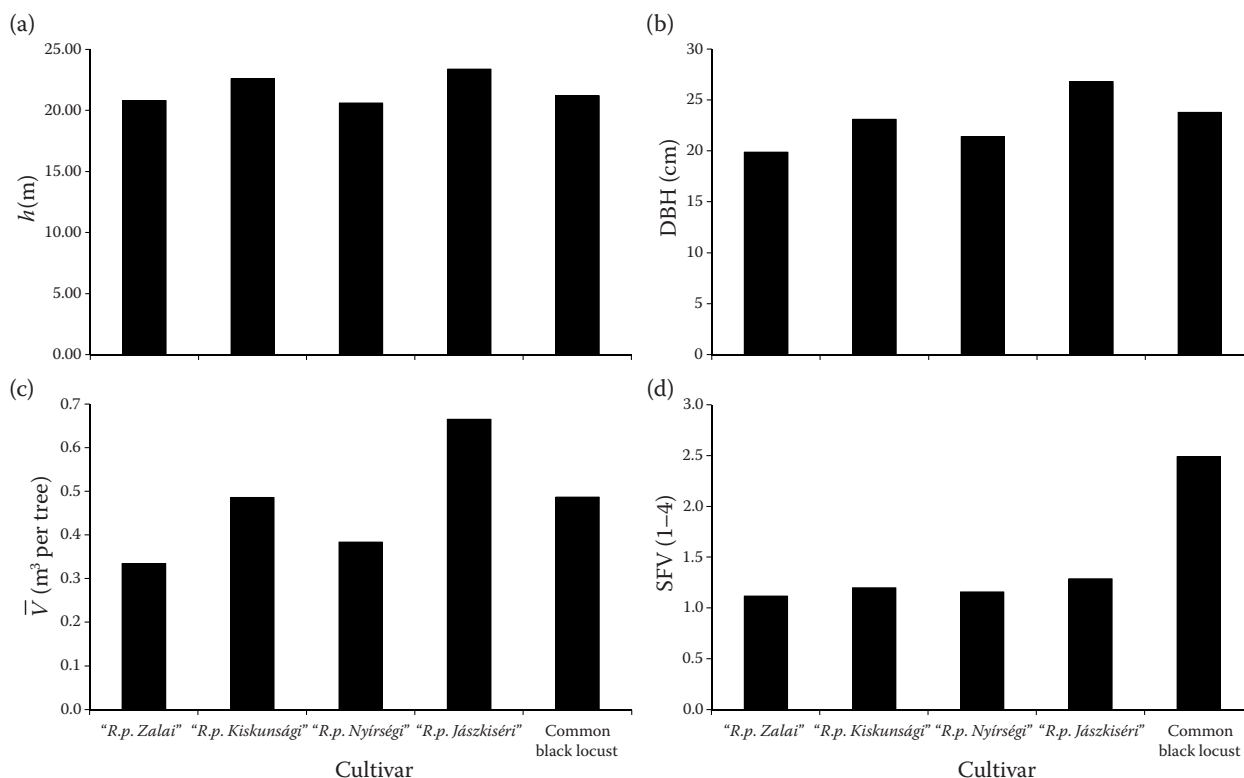 (a)
25.00
20.00
15.00
10.00
5.00
0.00
h(m)
(b)
30
25
20
15
10
5
0
DBH (cm)
(c)
0.7
0.6
0.5
0.4
0.3
0.2
0.1
0.0
V̅ (m³ per tree)
"R.p. Zalai" "R.p. Kiskunsági" "R.p. Nyírségi" "R.p. Jászkiséri" Common
black locust
Cultivar
(d)
3.0
2.5
2.0
1.5
1.0
0.5
0.0
SFV (1–4)
"R.p. Zalai" "R.p. Kiskunsági" "R.p. Nyírségi" "R.p. Jászkiséri" Common
black locust
Cultivar